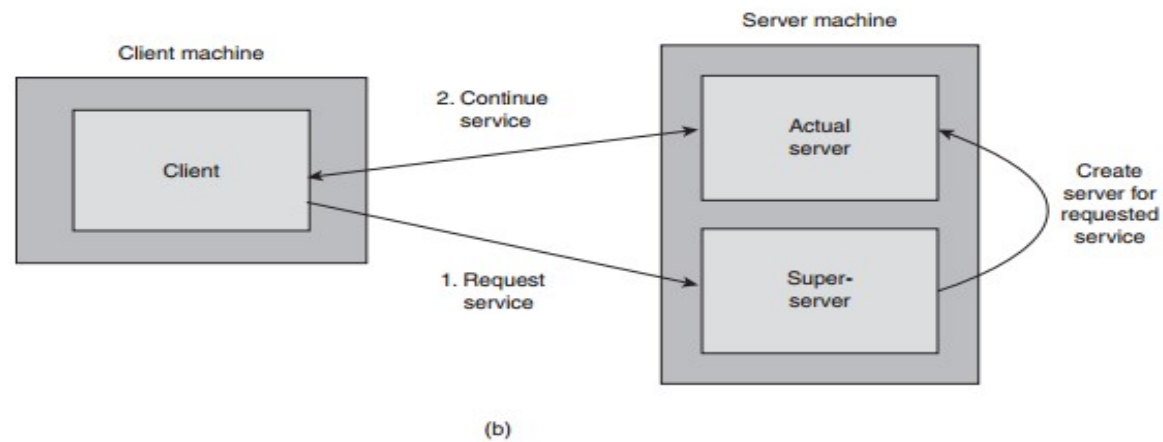 Server machine
Client machine
2. Continue
service
Actual
server
Client
Create
server for
requested
service
1. Request
service
Super-
server
(b)